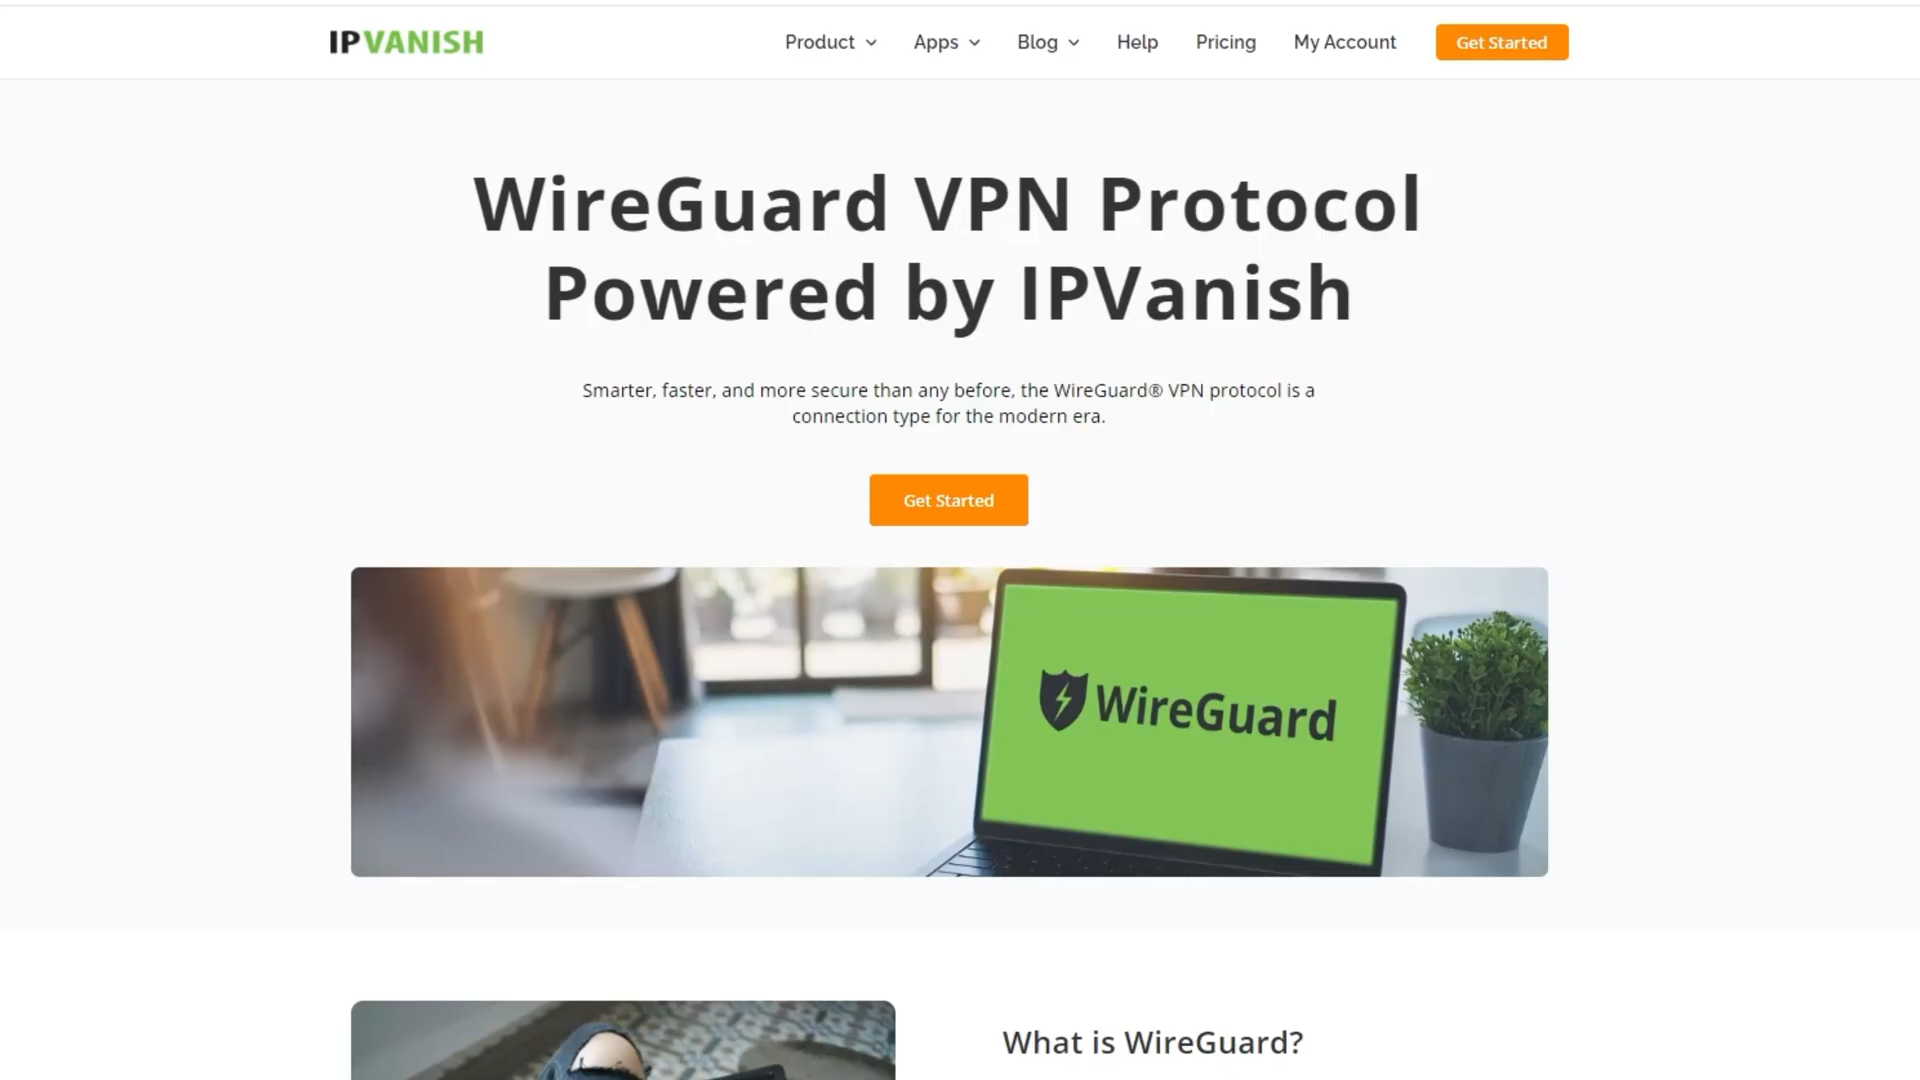 IPVANISH
Product
Apps
Blog
Help
Pricing
My Account
Get Started
WireGuard VPN Protocol
Powered by IPVanish
Smarter, faster, and more secure than any before, the WireGuard® VPN protocol is a
connection type for the modern era.
Get Started
WireGuard
What is WireGuard?